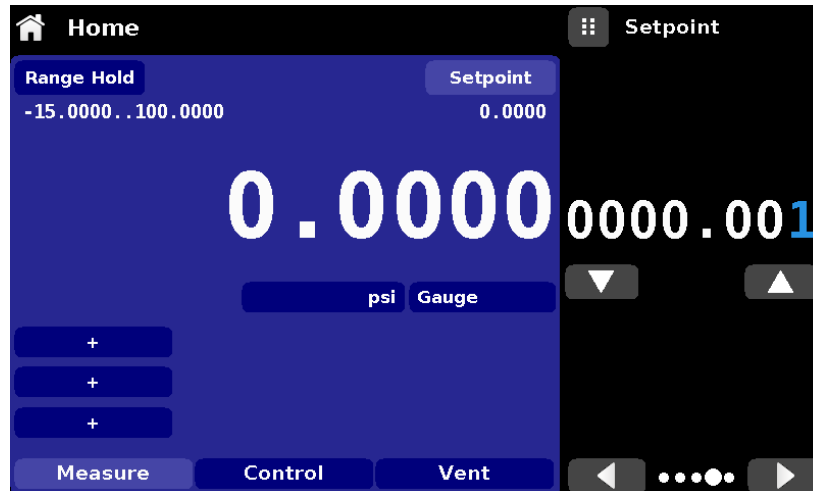 Home
Setpoint
Range Hold
Setpoint
-15.0000..100.0000
0.0000
0.0000
0000.001
psi
Gauge
+
+
+
Measure
Control
Vent